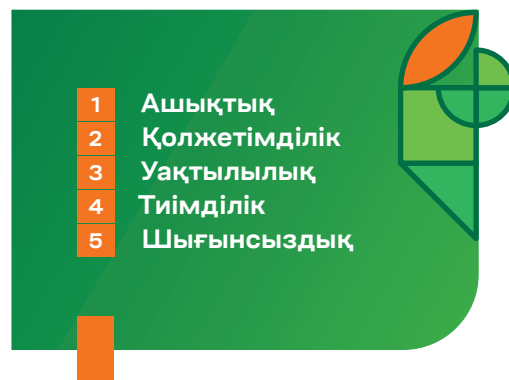 1 Ашықтық
2 Қолжетімділік
3 Уақтылылық
4 Тиімділік
5 Шығынсыздық